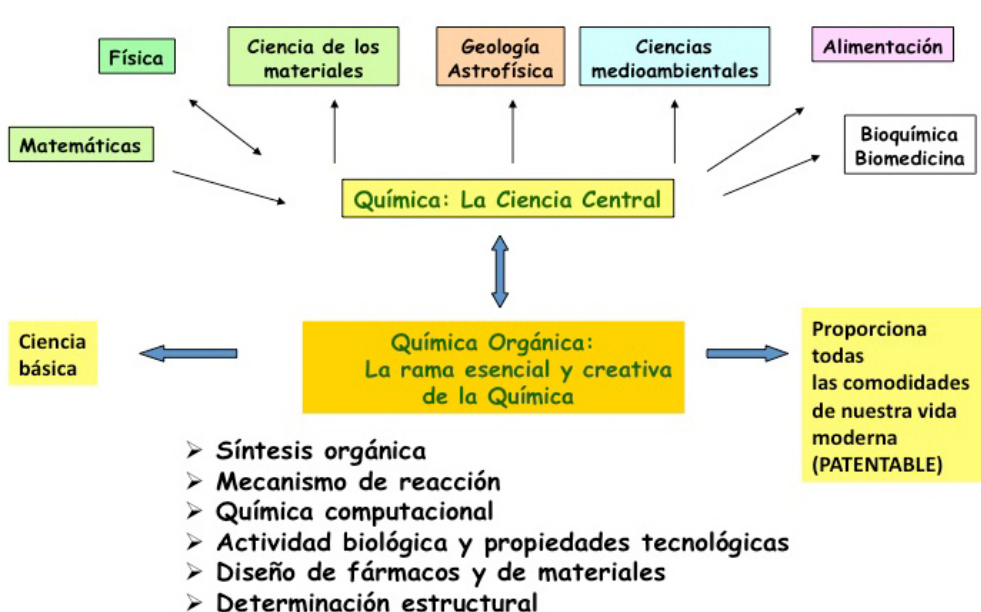 Física
Ciencia de los
materiales
Geología
Astrofísica
Ciencias
medioambientales
Alimentación
Matemáticas
Bioquímica
Biomedicina
Química: La Ciencia Central
Ciencia
básica
Química Orgánica:
La rama esencial y creativa
de la Química
Proporciona
todas
las comodidades
de nuestra vida
moderna
(PATENTABLE)
➢ Síntesis orgánica
➢ Mecanismo de reacción
➢ Química computacional
➢ Actividad biológica y propiedades tecnológicas
➢ Diseño de fármacos y de materiales
➢ Determinación estructural